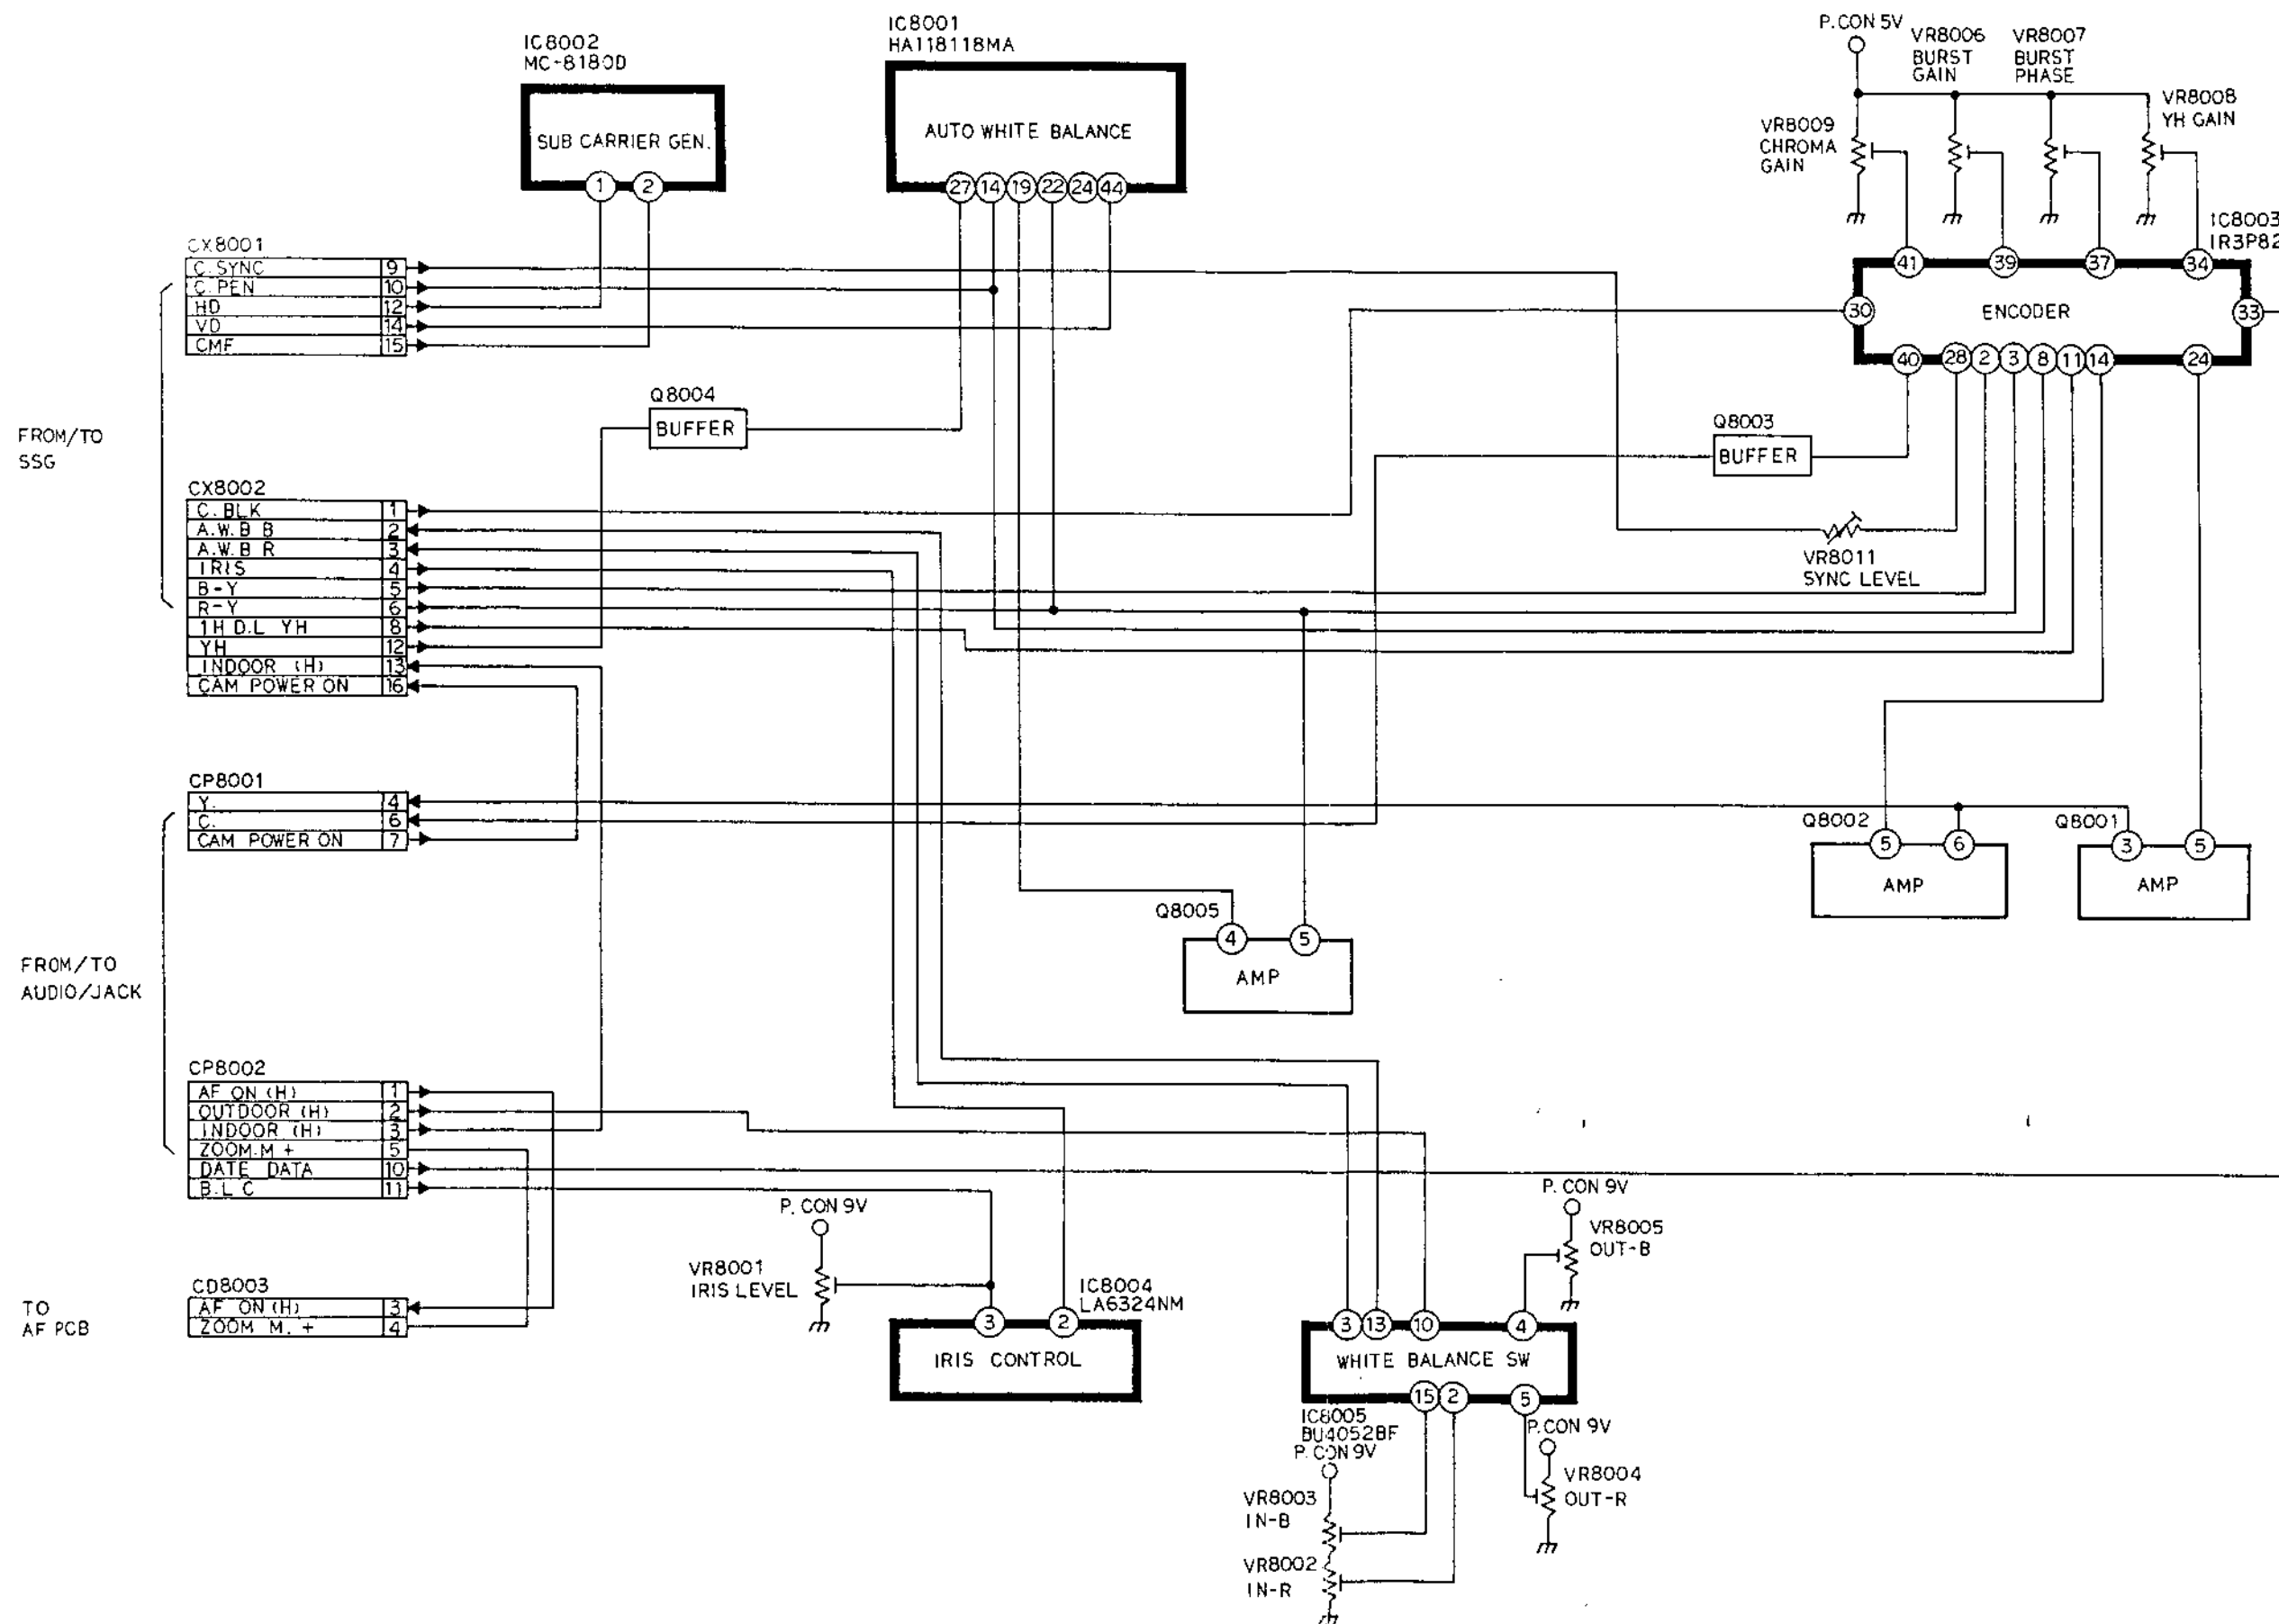 IC8002
MC-8180D
SUB CARRIER GEN.
1 2
IC8001
HA118118MA
AUTO WHITE BALANCE
27 14 19 22 24 44
P.CON 5V
VR8006
BURST
GAIN
VR8007
BURST
PHASE
VR8008
YH GAIN
VR8009
CHROMA
GAIN
IC8003
IR3P82
41 39 37 34
30 ENCODER 33
40 28 2 3 8 11 14 24
CX8001
C.SYNC 9
C.PEN 10
HD 12
VD 14
CMF 15
Q8004
BUFFER
Q8003
BUFFER
FROM/TO
SSG
VR8011
SYNC LEVEL
CX8002
C.BLK 1
A.W.B B 2
A.W.B R 3
IRIS 4
B-Y 5
R-Y 6
1H D.L YH 8
YH 12
INDOOR (H) 13
CAM POWER ON 16
CP8001
Y. 4
C. 6
CAM POWER ON 7
Q8002
5 6
AMP
Q8001
3 5
AMP
Q8005
4 5
AMP
FROM/TO
AUDIO/JACK
CP8002
AF ON (H) 1
OUTDOOR (H) 2
INDOOR (H) 3
ZOOM.M + 5
DATE DATA 10
B.L C 11
P. CON 9V
VR8001
IRIS LEVEL
P. CON 9V
VR8005
OUT-B
TO
AF PCB
CD8003
AF ON (H) 3
ZOOM M. + 4
IC8004
LA6324NM
3 2
IRIS CONTROL
3 13 10 4
WHITE BALANCE SW
15 2 5
IC8005
BU4052BF
P. CON 9V
P.CON 9V
VR8004
OUT-R
VR8003
IN-B
VR8002
IN-R